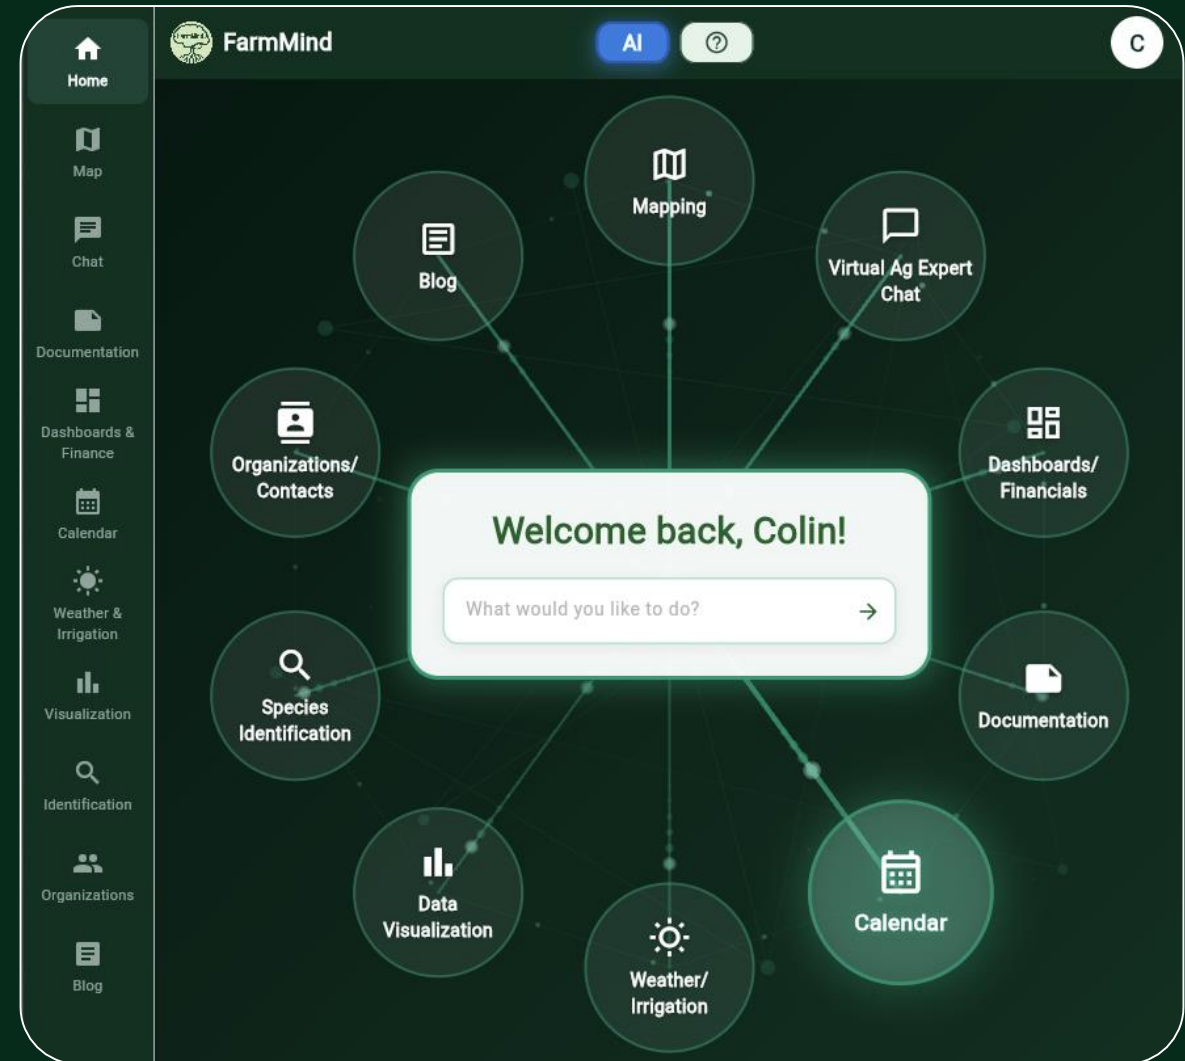 Home
Map
Chat
Documentation
Dashboards &
Finance
Calendar
Weather &
Irrigation
Visualization
Identification
Organizations
Blog
FarmMind
AI
?
C
Mapping
Blog
Virtual Ag Expert
Chat
Organizations/
Contacts
Dashboards/
Financials
Welcome back, Colin!
What would you like to do?
Species
Identification
Documentation
Data
Visualization
Weather/
Irrigation
Calendar